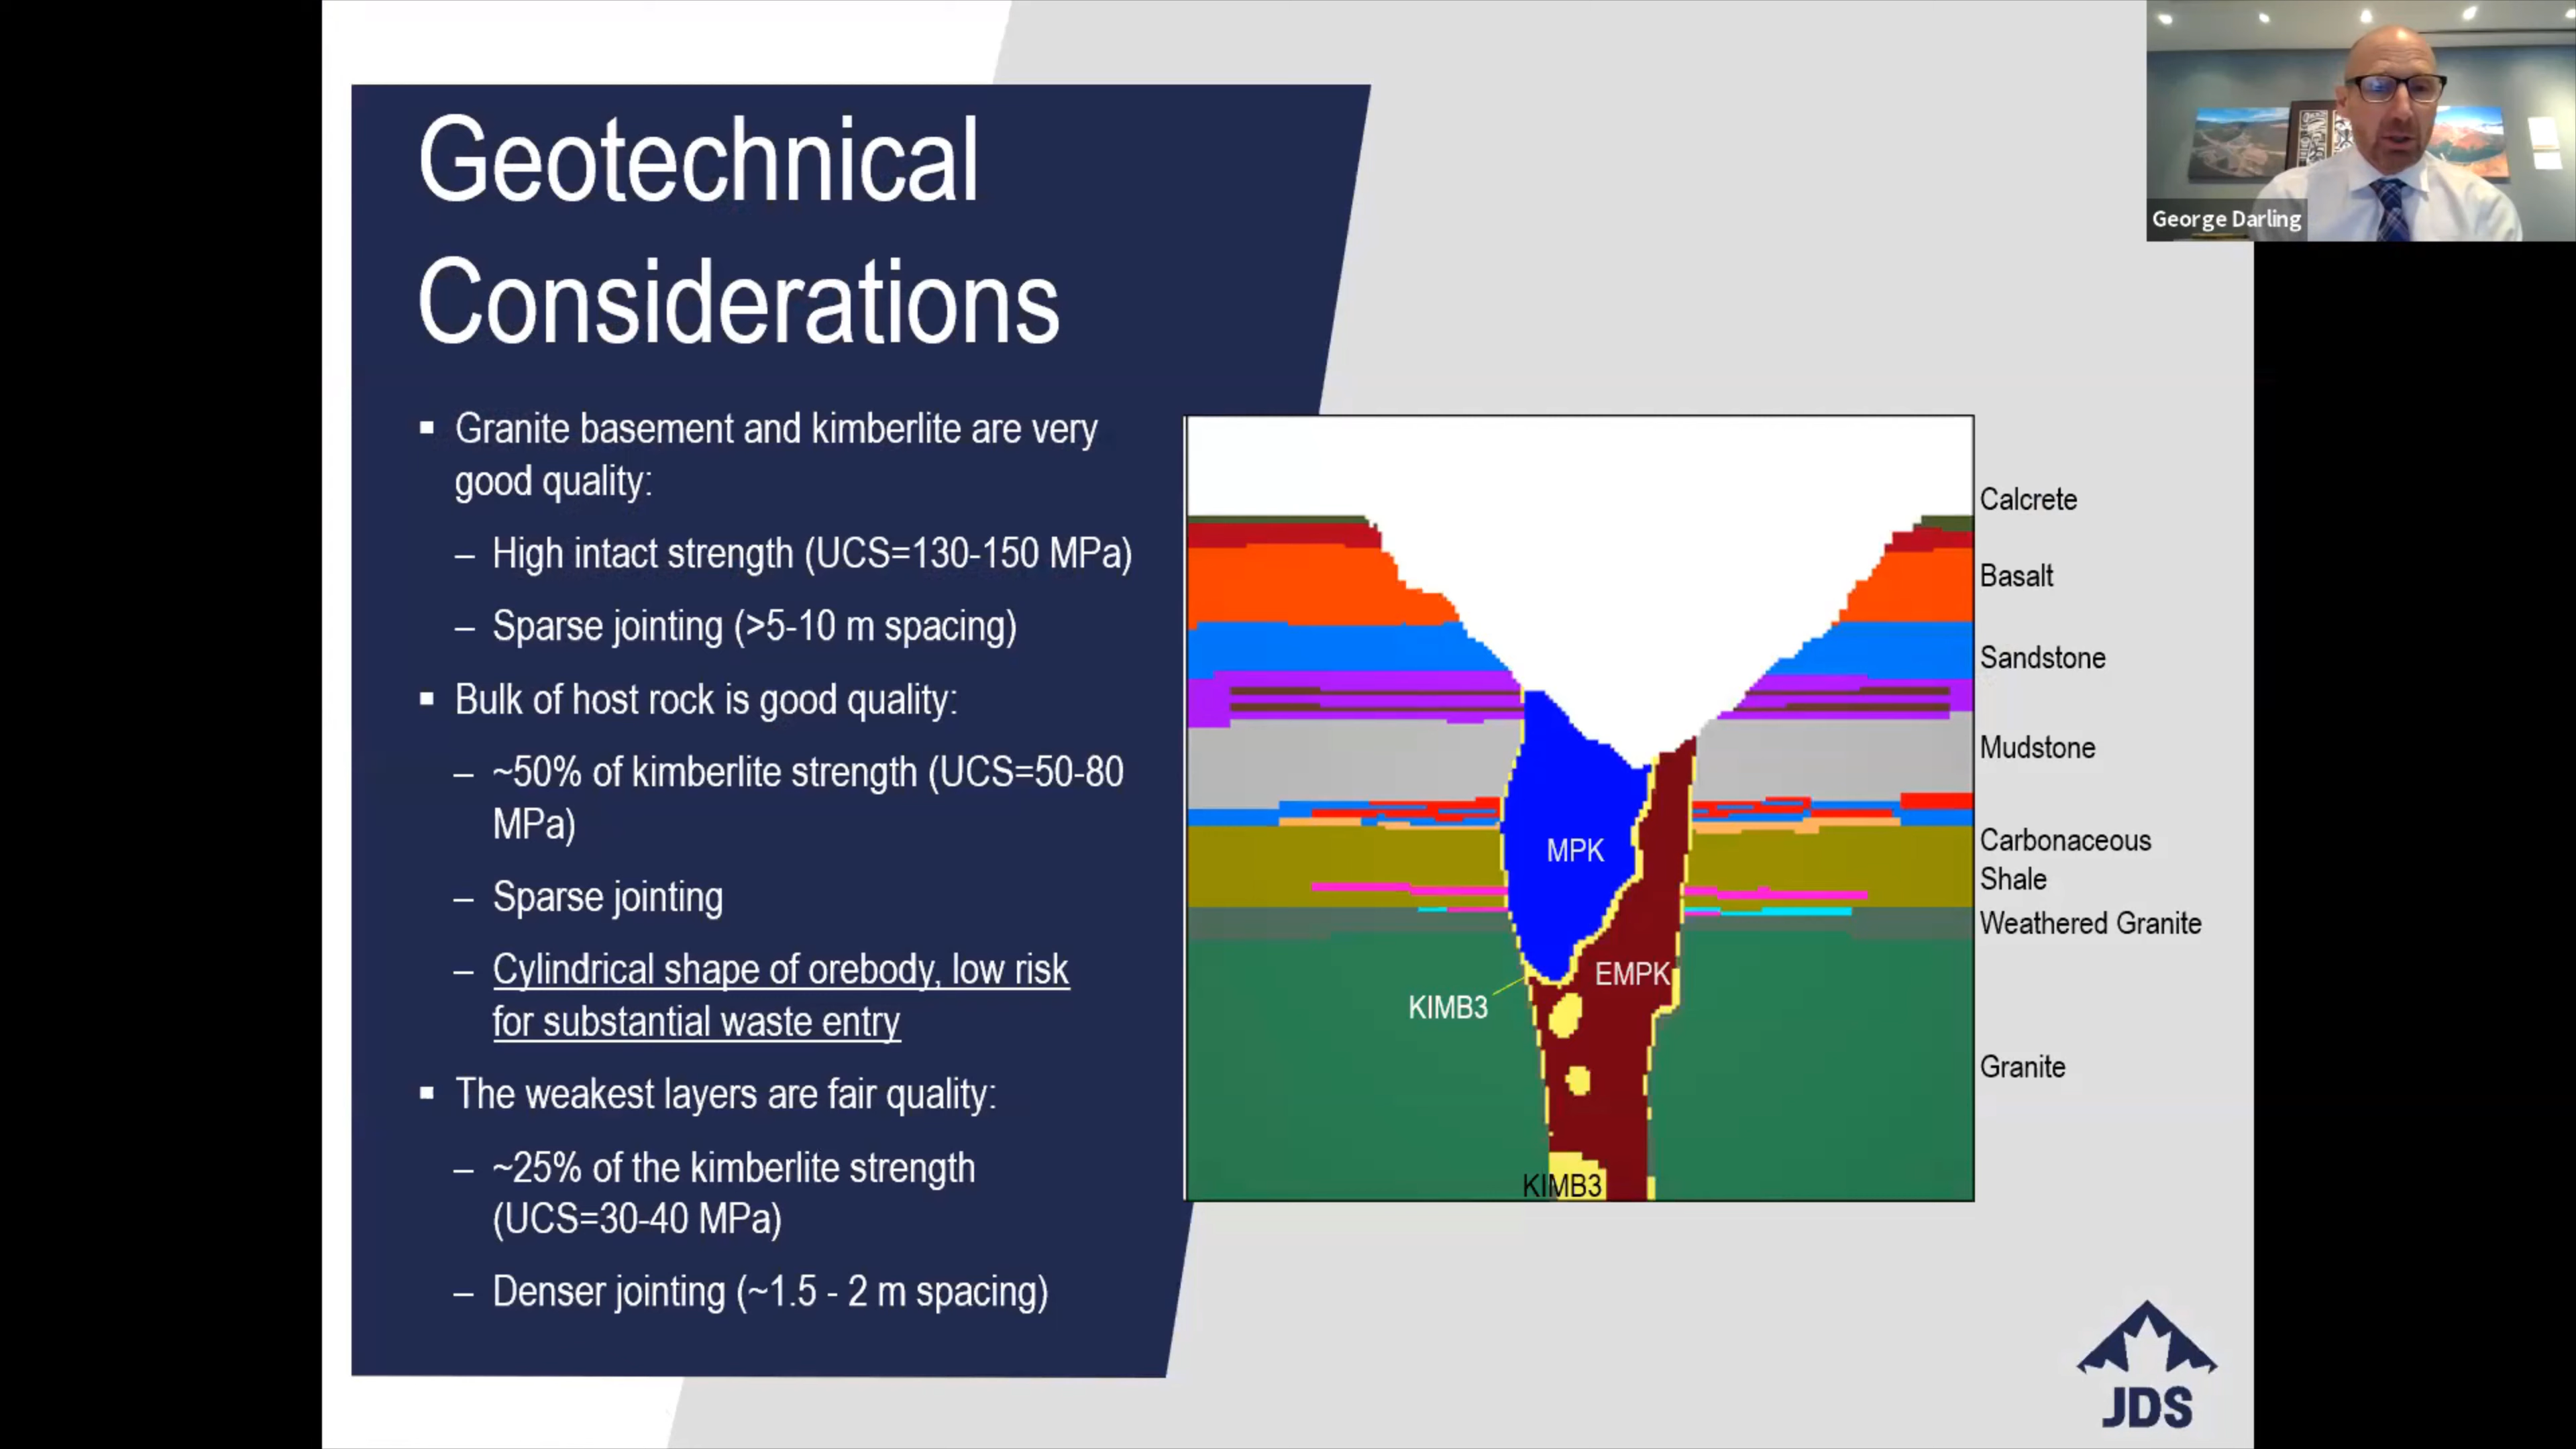 Geotechnical
Considerations
▪ Granite basement and kimberlite are very
good quality:
– High intact strength (UCS=130-150 MPa)
– Sparse jointing (>5-10 m spacing)
▪ Bulk of host rock is good quality:
– ~50% of kimberlite strength (UCS=50-80
MPa)
– Sparse jointing
– Cylindrical shape of orebody, low risk
for substantial waste entry
▪ The weakest layers are fair quality:
– ~25% of the kimberlite strength
(UCS=30-40 MPa)
– Denser jointing (~1.5 - 2 m spacing)
MPK
EMPK
KIMB3
KIMB3
Calcrete
Basalt
Sandstone
Mudstone
Carbonaceous
Shale
Weathered Granite
Granite
George Darling
JDS